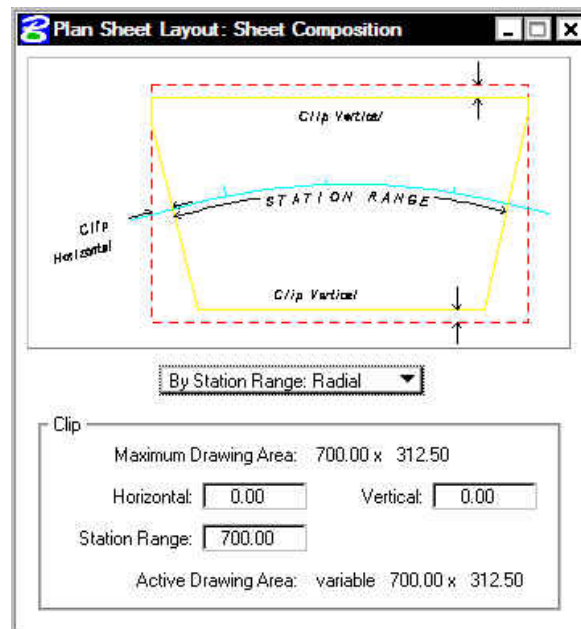 Plan Sheet Layout: Sheet Composition
Clip Vertical
STATION RANGE
Clip
Horizontal
Clip Vertical
By Station Range: Radial
Clip
Maximum Drawing Area: 700.00 x 312.50
Horizontal: 0.00 Vertical: 0.00
Station Range: 700.00
Active Drawing Area: variable 700.00 x 312.50